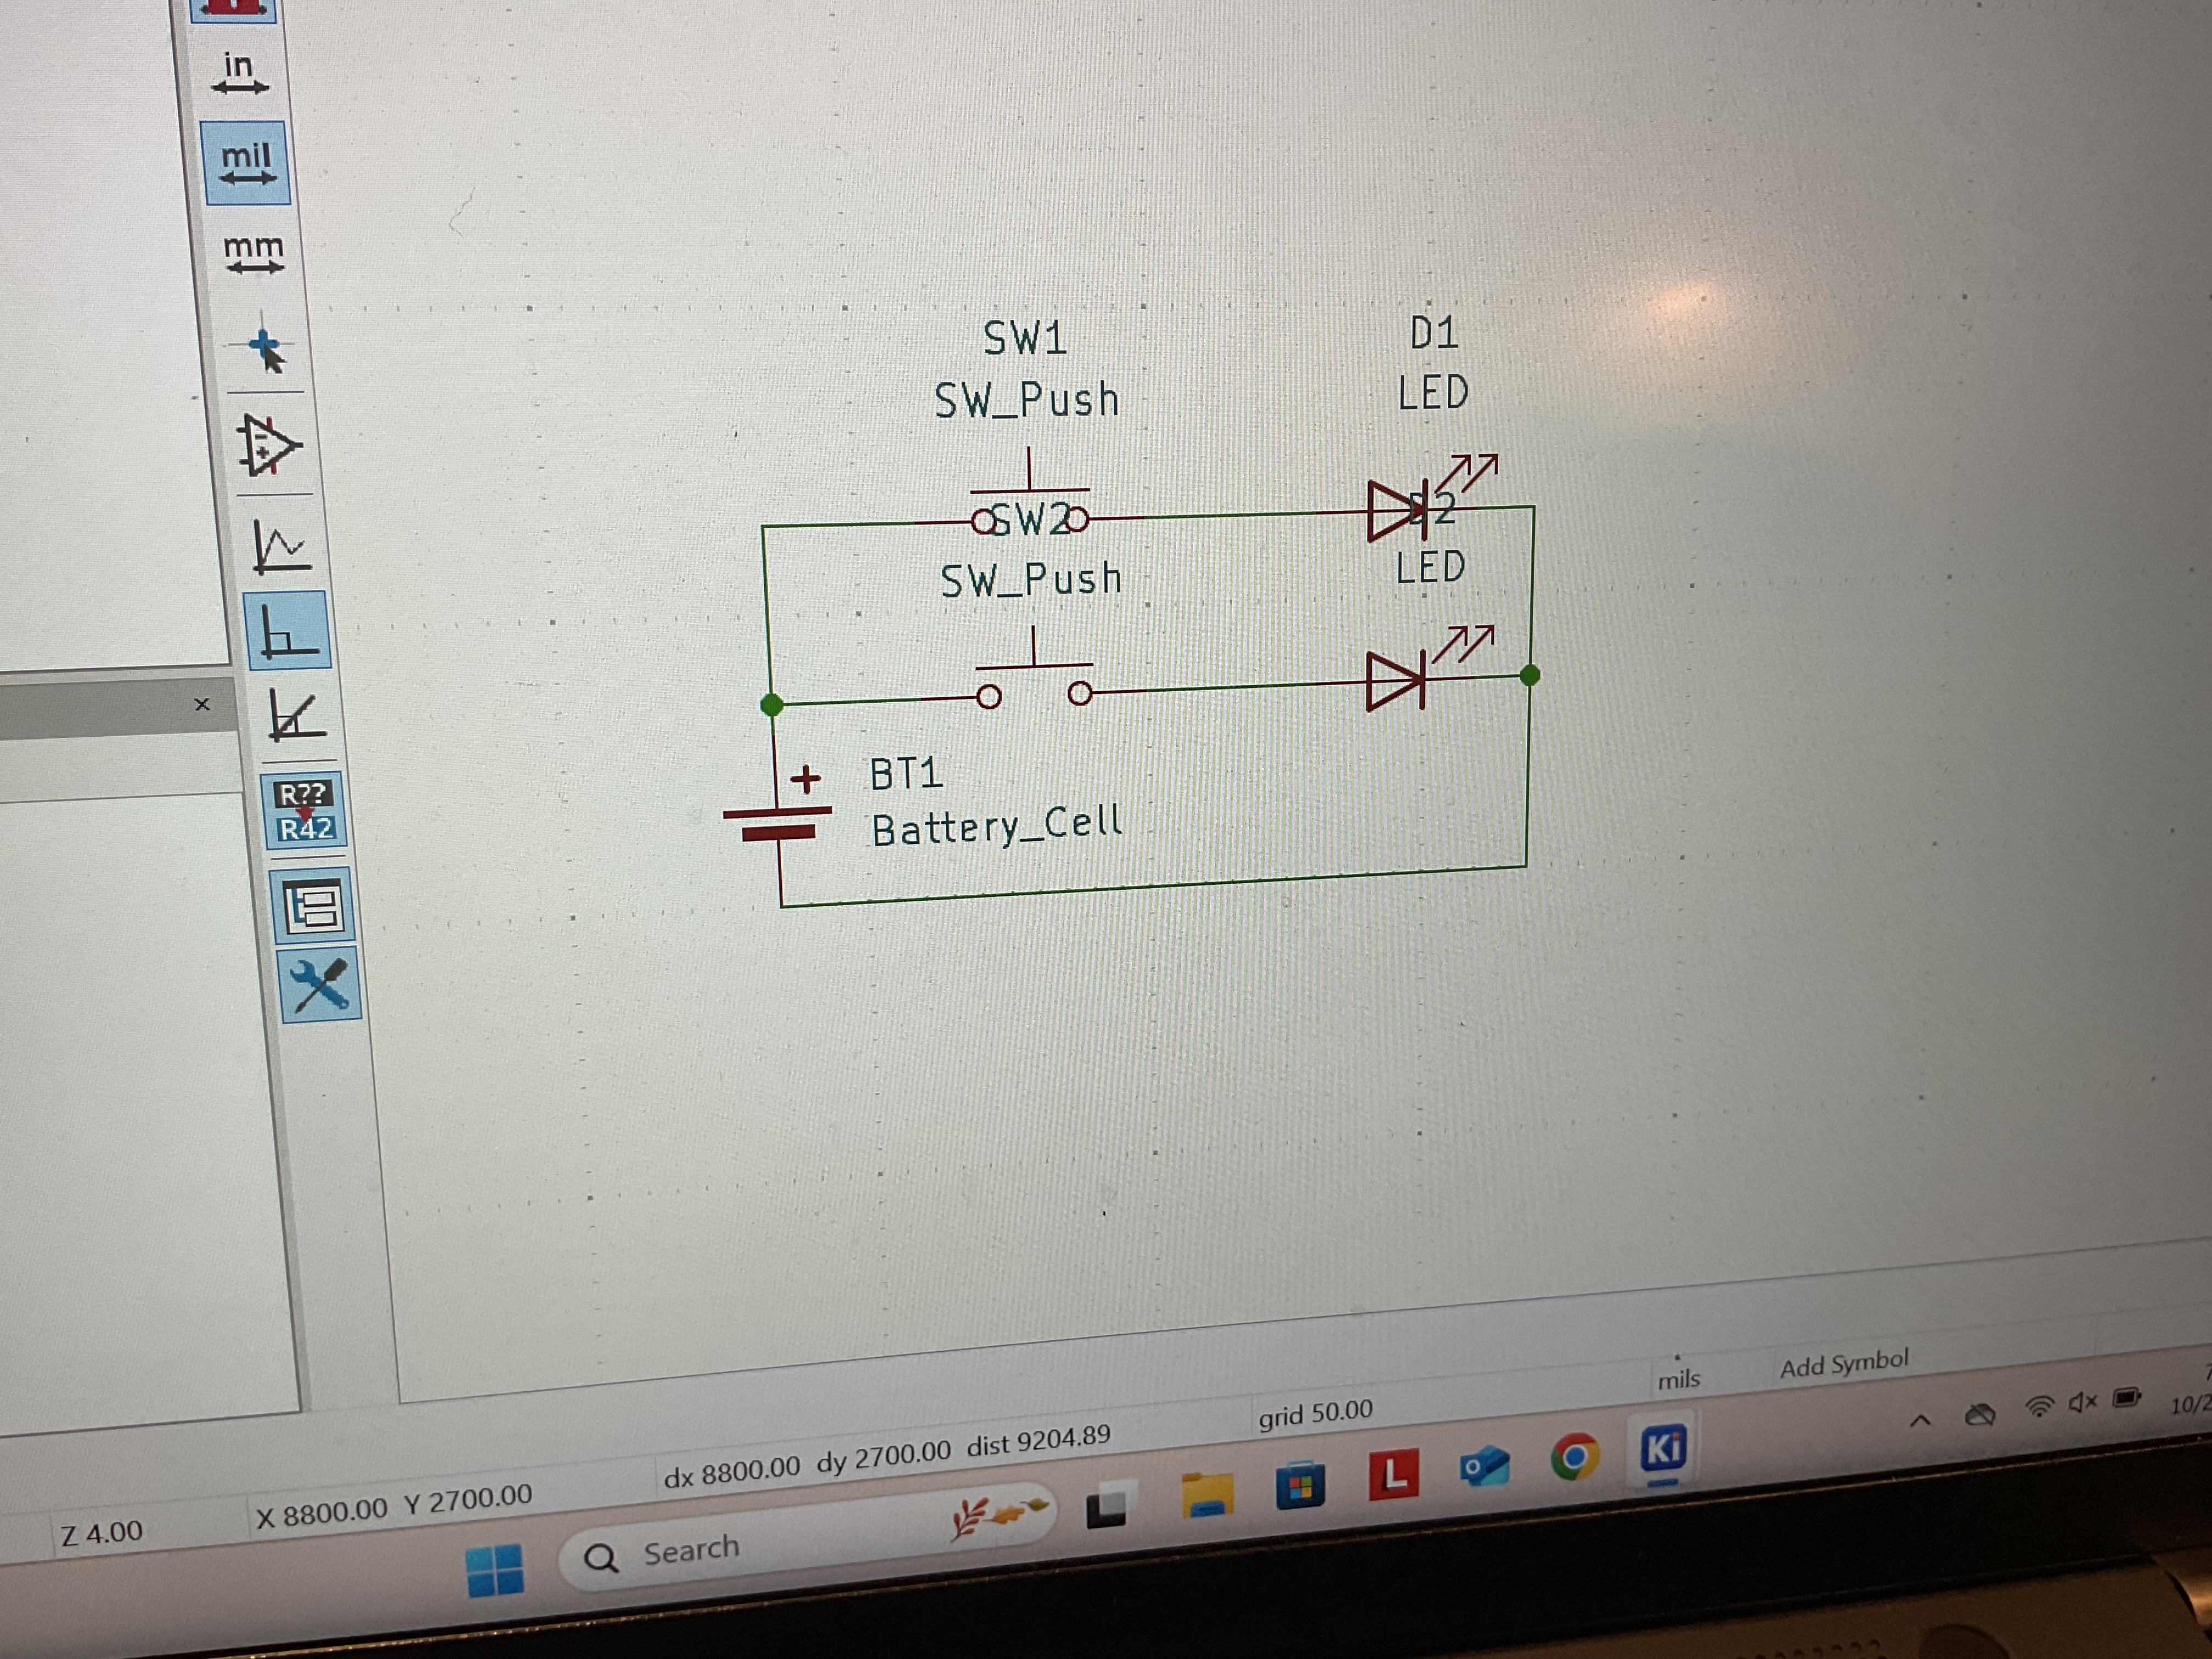 in
mil
mm
R??
R42
SW1
SW_Push
D1
LED
SW2
D2
LED
SW_Push
+ BT1
Battery_Cell
mils
Add Symbol
Z 4.00
X 8800.00 Y 2700.00
dx 8800.00 dy 2700.00 dist 9204.89
grid 50.00
Search
L
Ki
10/2